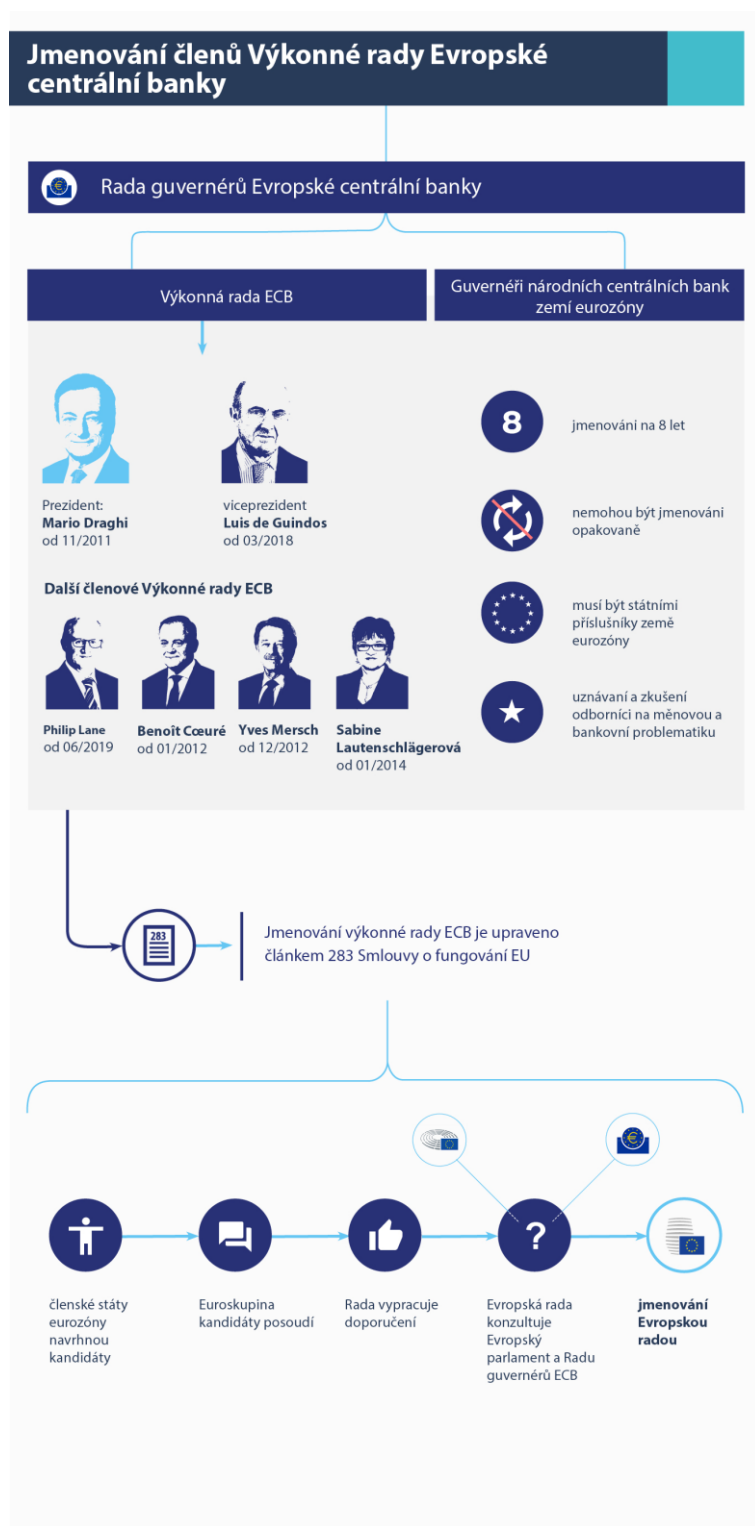 Jmenování členů Výkonné rady Evropské
centrální banky
Rada guvernérů Evropské centrální banky
Výkonná rada ECB
Guvernéři národních centrálních bank
zemí eurozóny
Prezident:
Mario Draghi
od 11/2011
viceprezident
Luis de Guindos
od 03/2018
Další členové Výkonné rady ECB
Philip Lane
od 06/2019
Benoît Cœuré
od 01/2012
Yves Mersch
od 12/2012
Sabine
Lautenschlägerová
od 01/2014
8
jmenováni na 8 let
nemohou být jmenováni
opakovaně
musí být státními
příslušníky země
eurozóny
uznávaní a zkušení
odborníci na měnovou a
bankovní problematiku
283
Jmenování výkonné rady ECB je upraveno
článkem 283 Smlouvy o fungování EU
členské státy
eurozóny
navrhnou
kandidáty
Euroskupina
kandidáty posoudí
Rada vypracuje
doporučení
?
Evropská rada
konzultuje
Evropský
parlament a Radu
guvernérů ECB
jmenování
Evropskou
radou